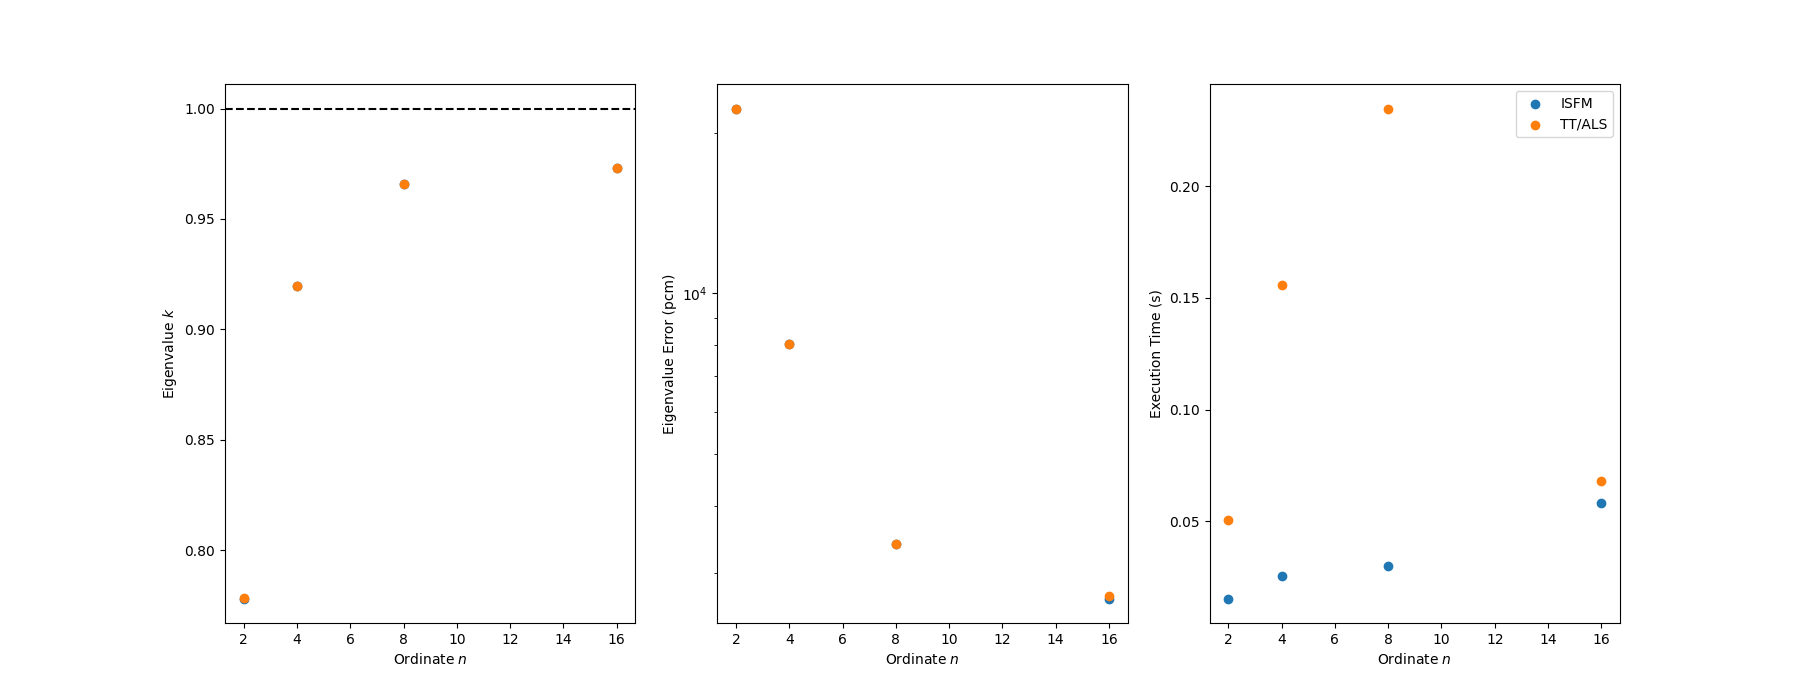 1.00
0.95
0.90
0.85
0.80
Eigenvalue k
2 4 6 8 10 12 14 16
Ordinate n
10⁴
Eigenvalue Error (pcm)
2 4 6 8 10 12 14 16
Ordinate n
0.20
0.15
0.10
0.05
Execution Time (s)
ISFM
TT/ALS
2 4 6 8 10 12 14 16
Ordinate n